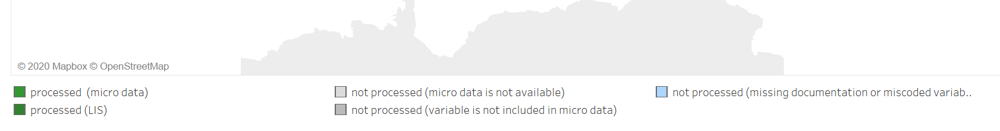 © 2020 Mapbox © OpenStreetMap
processed (micro data)
not processed (micro data is not available)
not processed (missing documentation or miscoded variab..
processed (LIS)
not processed (variable is not included in micro data)